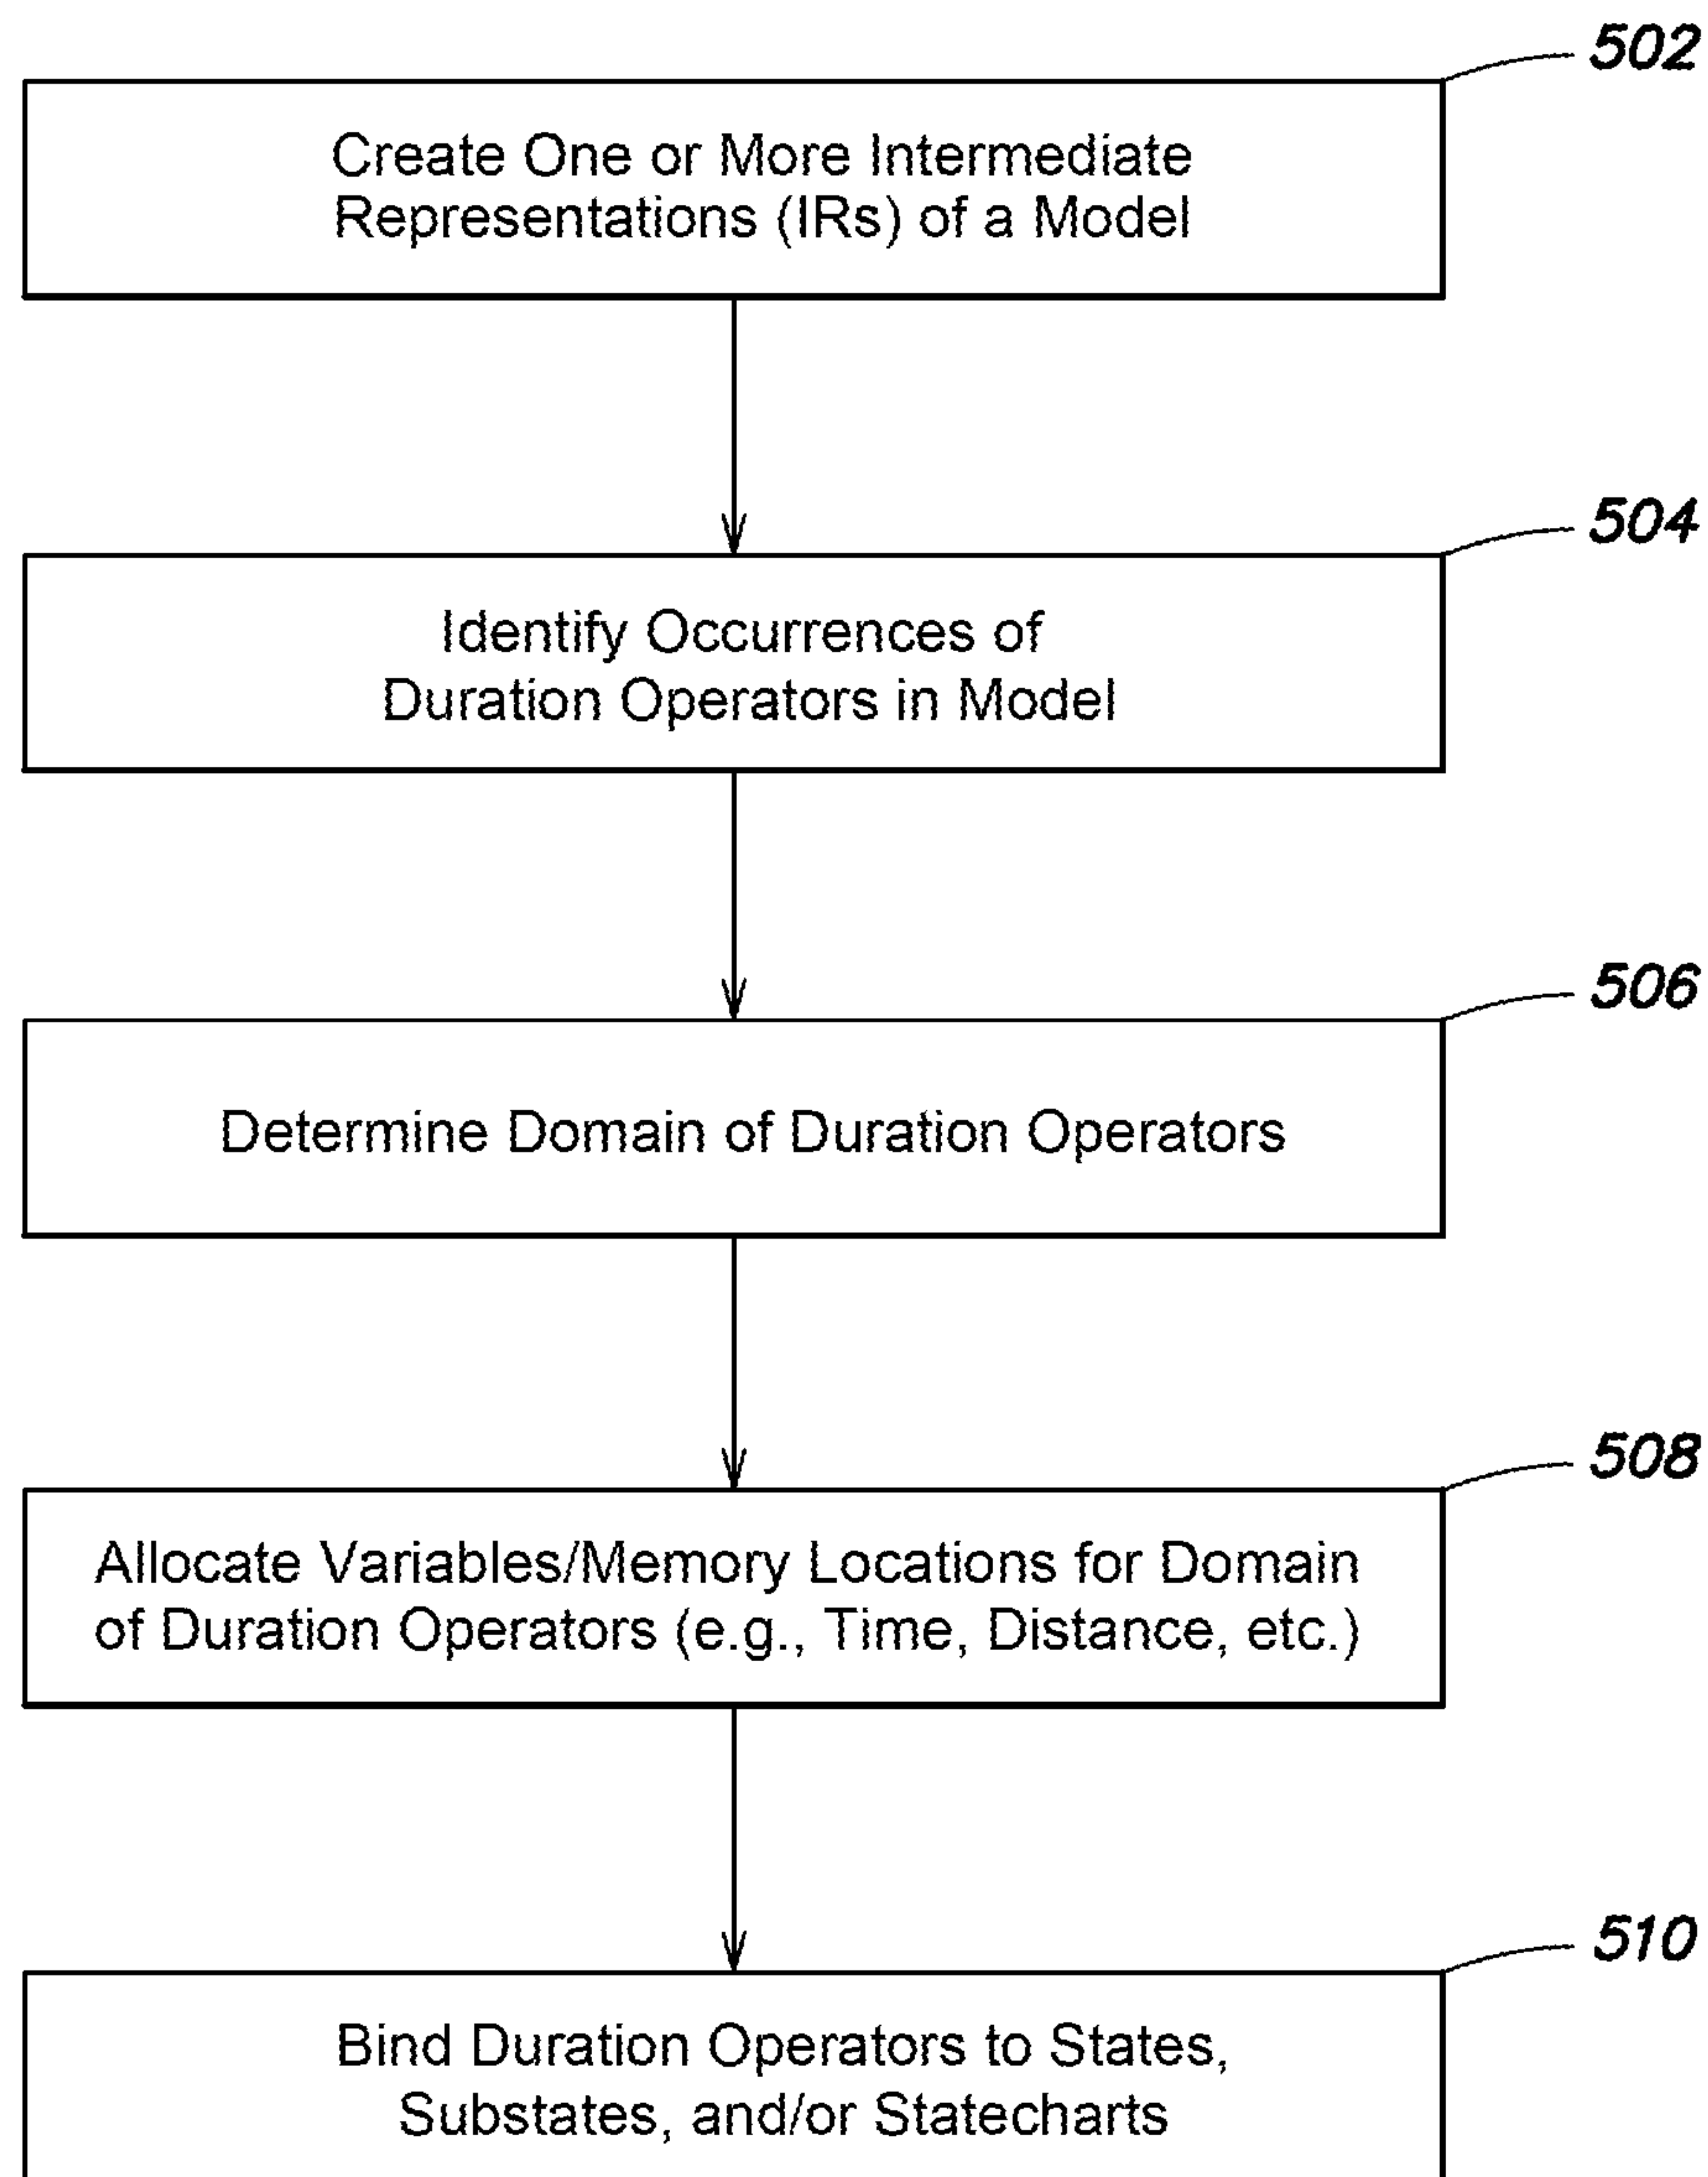 502
Create One or More Intermediate
Representations (IRs) of a Model
504
Identify Occurrences of
Duration Operators in Model
506
Determine Domain of Duration Operators
508
Allocate Variables/Memory Locations for Domain
of Duration Operators (e.g., Time, Distance, etc.)
510
Bind Duration Operators to States,
Substates, and/or Statecharts